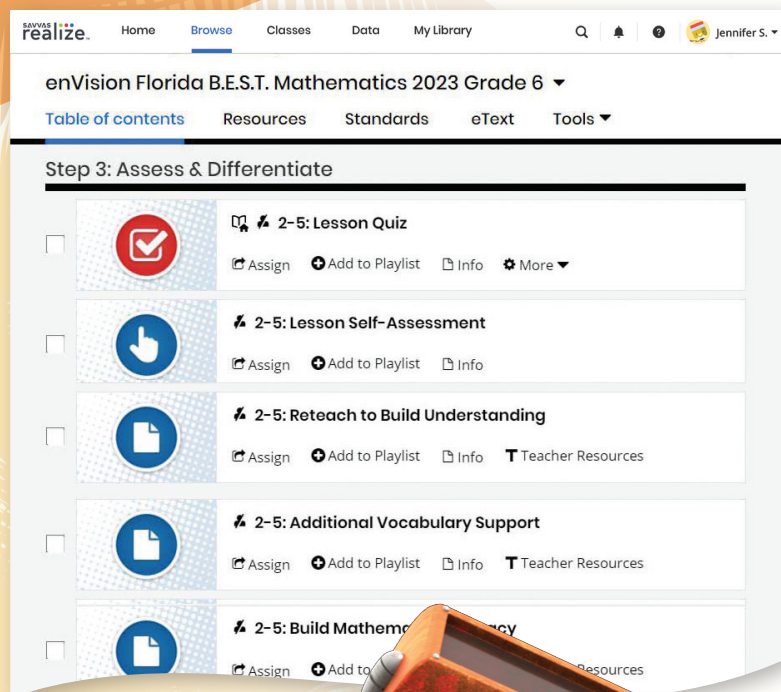 SAVVAS
realize.
Home Browse Classes Data My Library Jennifer S.
enVision Florida B.E.S.T. Mathematics 2023 Grade 6
Table of contents Resources Standards eText Tools
Step 3: Assess & Differentiate
2-5: Lesson Quiz
Assign Add to Playlist Info More
2-5: Lesson Self-Assessment
Assign Add to Playlist Info
2-5: Reteach to Build Understanding
Assign Add to Playlist Info T Teacher Resources
2-5: Additional Vocabulary Support
Assign Add to Playlist Info T Teacher Resources
2-5: Build
Assign Add to